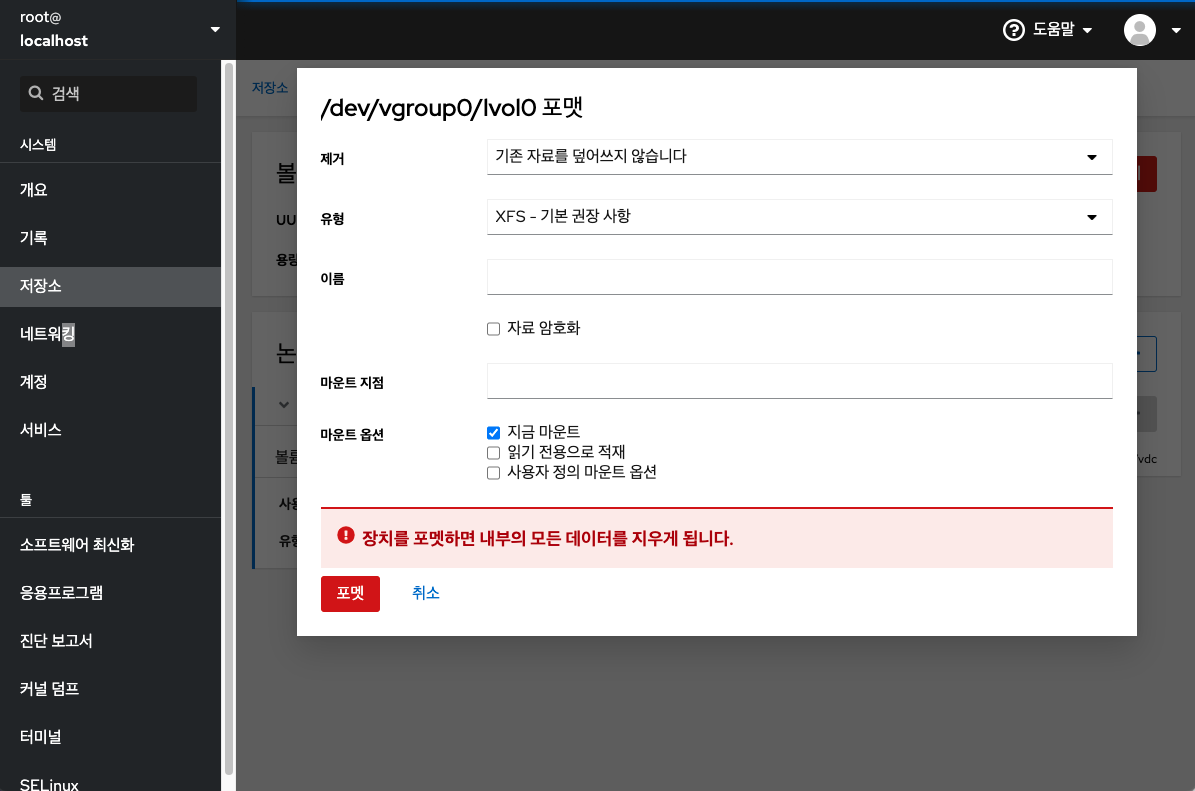 root@
localhost
도움말
검색
시스템
개요
기록
저장소
네트워킹
계정
서비스
툴
소프트웨어 최신화
응용프로그램
진단 보고서
커널 덤프
터미널
SELinux
저장소
/dev/vgroup0/lvol0 포맷
제거
기존 자료를 덮어쓰지 않습니다
유형
XFS - 기본 권장 사항
이름
자료 암호화
마운트 지점
마운트 옵션
지금 마운트
읽기 전용으로 적재
사용자 정의 마운트 옵션
장치를 포멧하면 내부의 모든 데이터를 지우게 됩니다.
포멧
취소